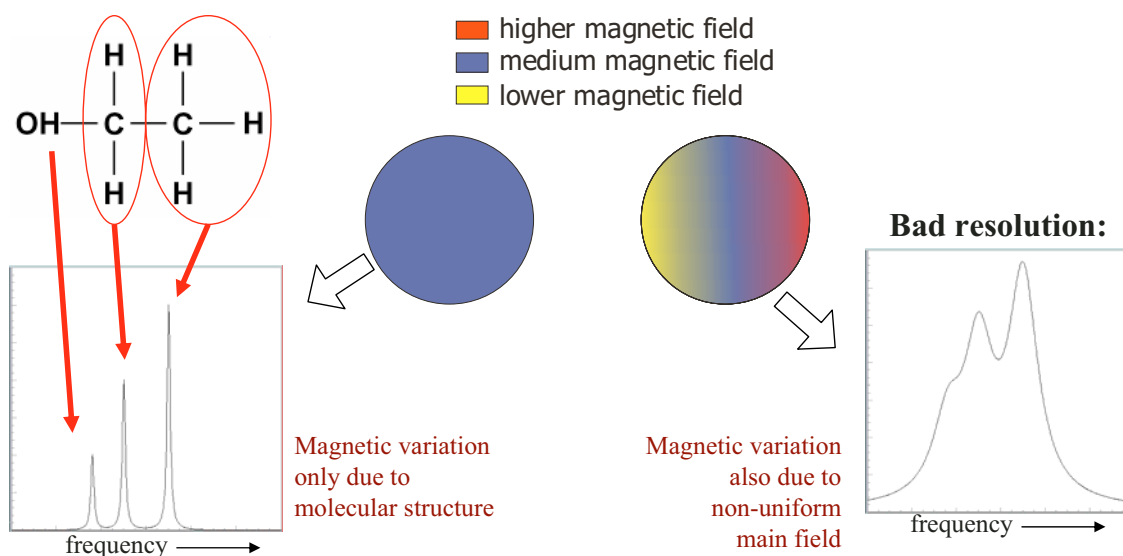 higher magnetic field
medium magnetic field
lower magnetic field
H H
OH C C H
H H
Bad resolution:
Magnetic variation
only due to
molecular structure
Magnetic variation
also due to
non-uniform
main field
frequency
frequency